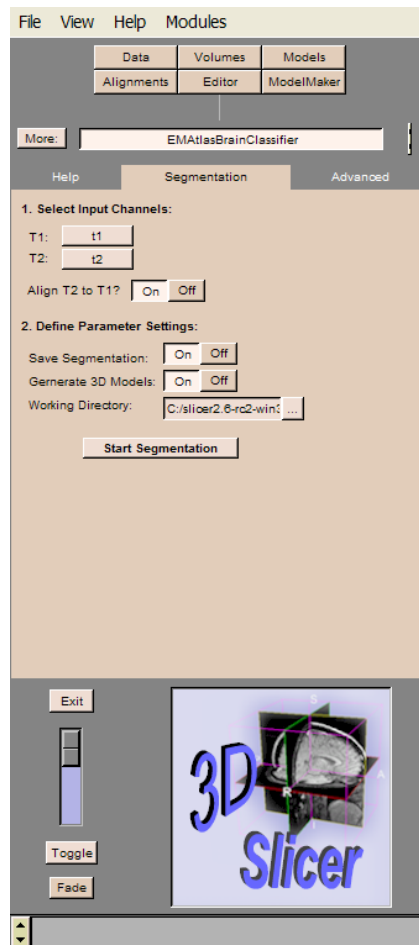 File View Help Modules
Data Volumes Models
Alignments Editor ModelMaker
More: EMAtlasBrainClassifier
Help Segmentation Advanced
1. Select Input Channels:
T1: t1
T2: t2
Align T2 to T1? On Off
2. Define Parameter Settings:
Save Segmentation: On Off
Gernerate 3D Models: On Off
Working Directory: C:/slicer2.6-rc2-win3 ...
Start Segmentation
Exit
S
A
R
I
3D
Slicer
Toggle
Fade